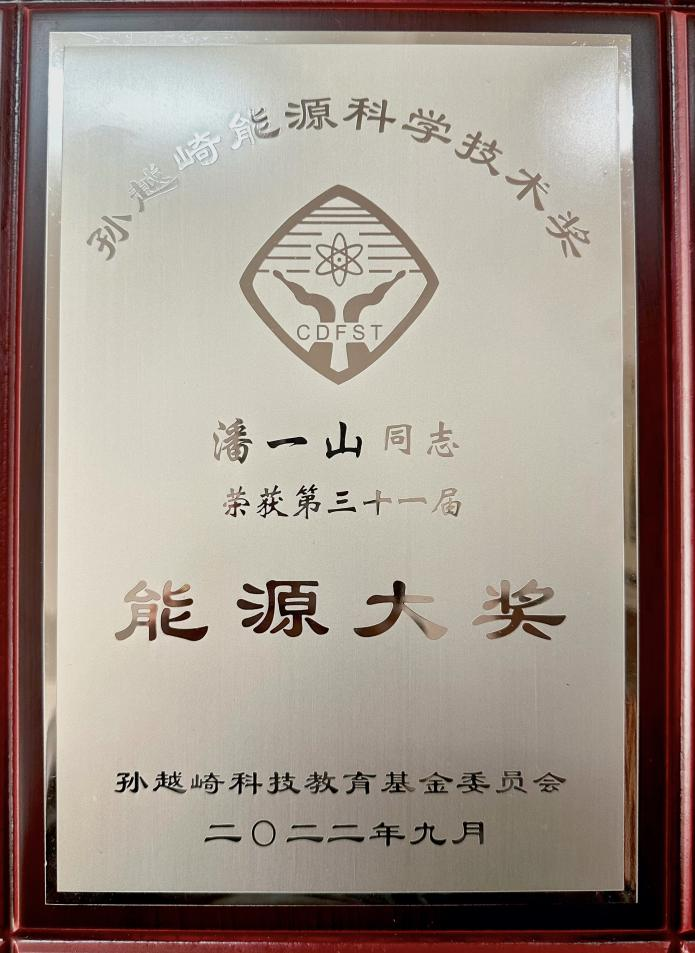 孙越崎能源科学技术奖
CDFST
潘一山同志
荣获第三十一届
能源大奖
孙越崎科技教育基金委员会
二〇二二年九月